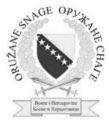 ORUŽANE SNAGE ОРУЖАНЕ СНАГЕ
Bosne i Hercegovine
Босне и Херцеговине